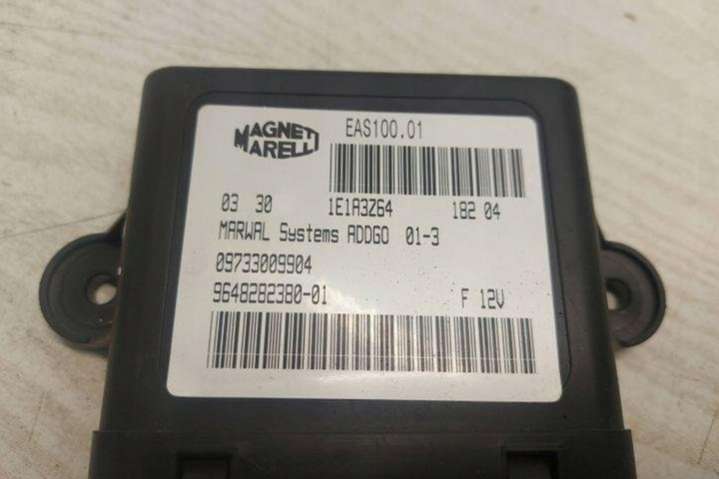 MAGNETI
MARELLI
EAS100.01
03 30 1E1A3Z64 182 04
MARWAL Systems ADDGO 01-3
09733009904
9648282380-01 F 12V